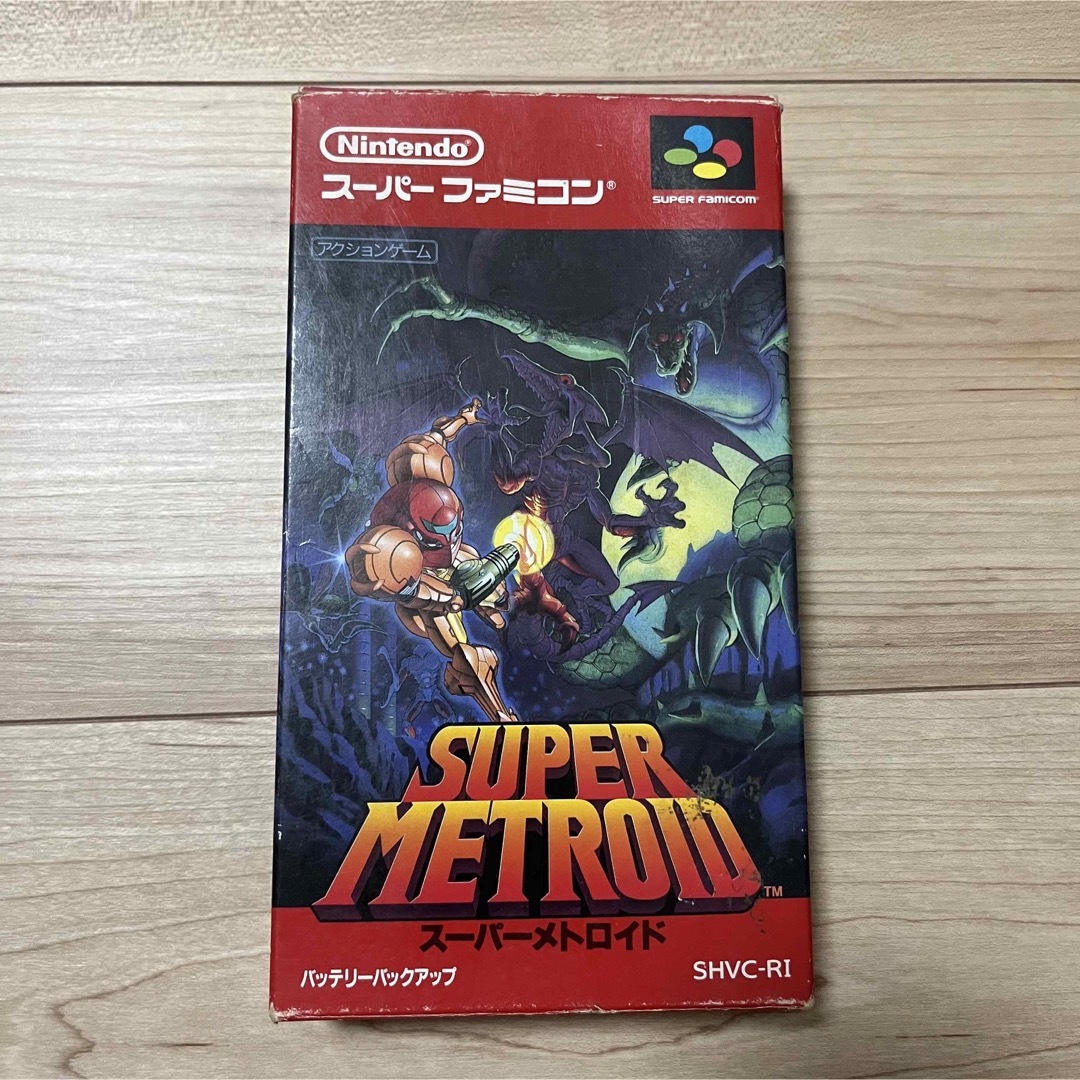 Nintendo®
スーパーファミコン®
SUPER FAMICOM®
アクションゲーム
SUPER
METROID™
スーパーメトロイド
バッテリーバックアップ
SHVC-RI